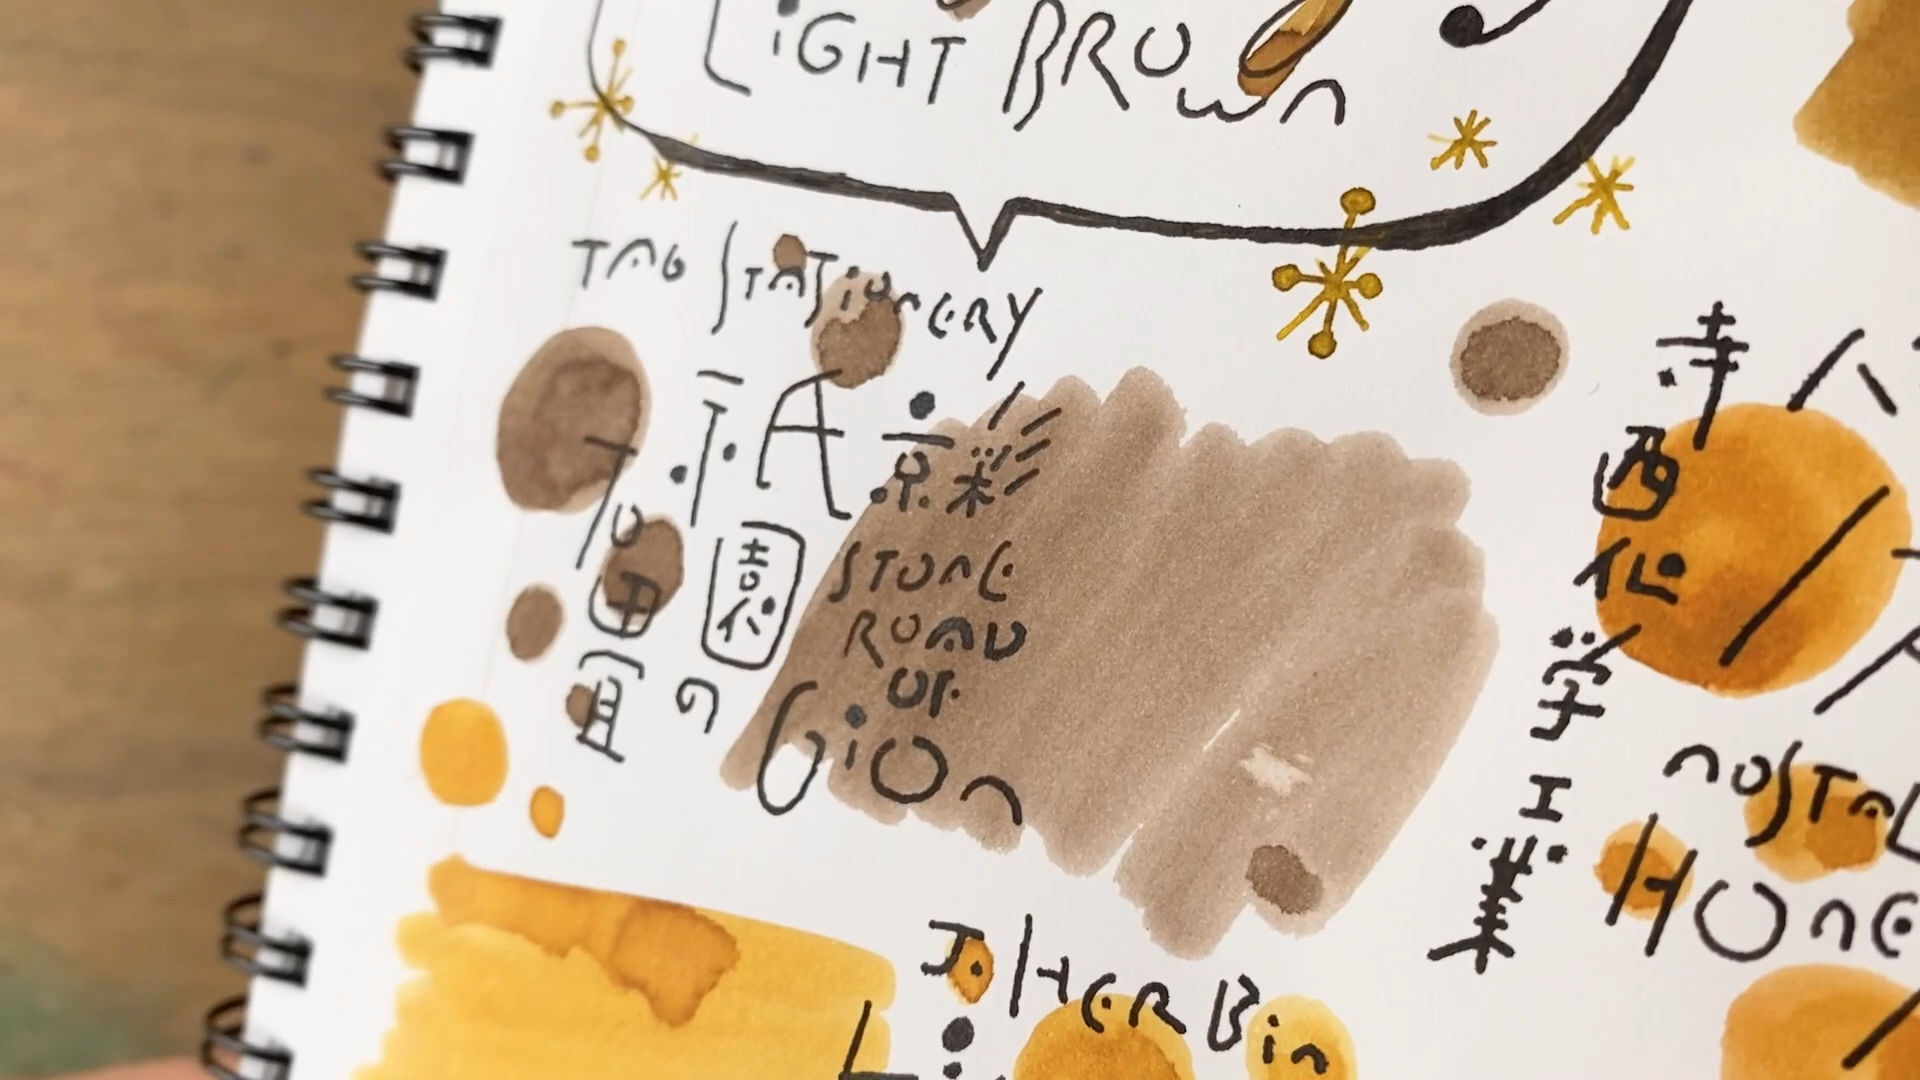 LiGHT BROwn
TAG STATiOnERY
京彩
祇園の
石畳
STOnE
ROAD
OF
GiOn
寺西化学工業
nOSTAL
HOnE
J. HERBin